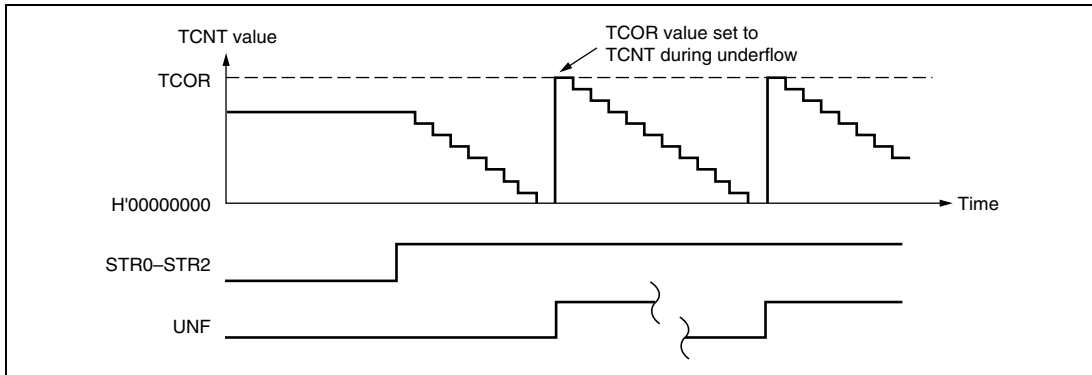 TCNT value
TCOR value set to
TCNT during underflow
TCOR
H'00000000
Time
STR0–STR2
UNF